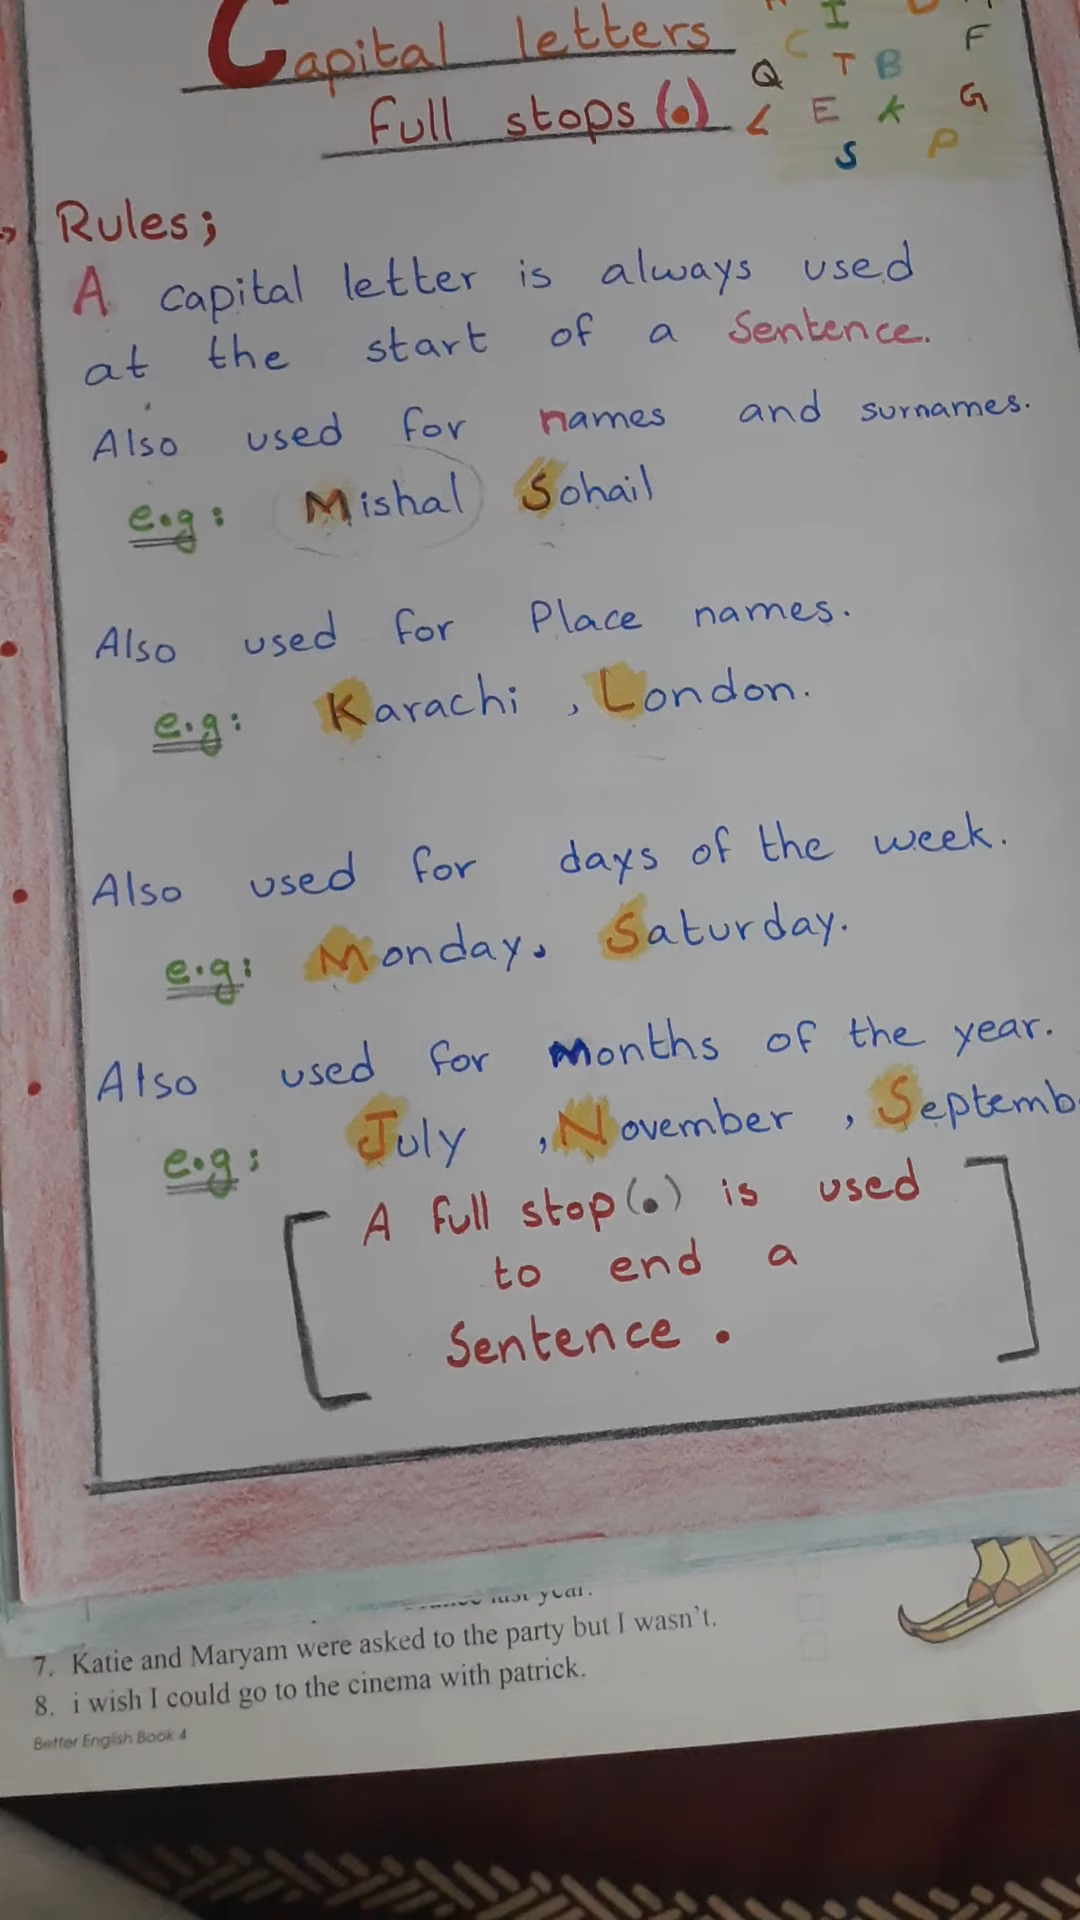 Capital letters
full stops (.)
I
C
F
Q
T
B
L
E
K
G
S
P
Rules;
A capital letter is always used
at the start of a Sentence.
Also used for names and surnames.
e.g: Mishal Sohail
Also used for Place names.
e.g: Karachi , London.
Also used for days of the week.
e.g: Monday, Saturday.
Also used for months of the year.
e.g: July , November , Septemb
A full stop (.) is used
to end a
Sentence .
last year.
7. Katie and Maryam were asked to the party but I wasn't.
8. i wish I could go to the cinema with patrick.
Better English Book 4